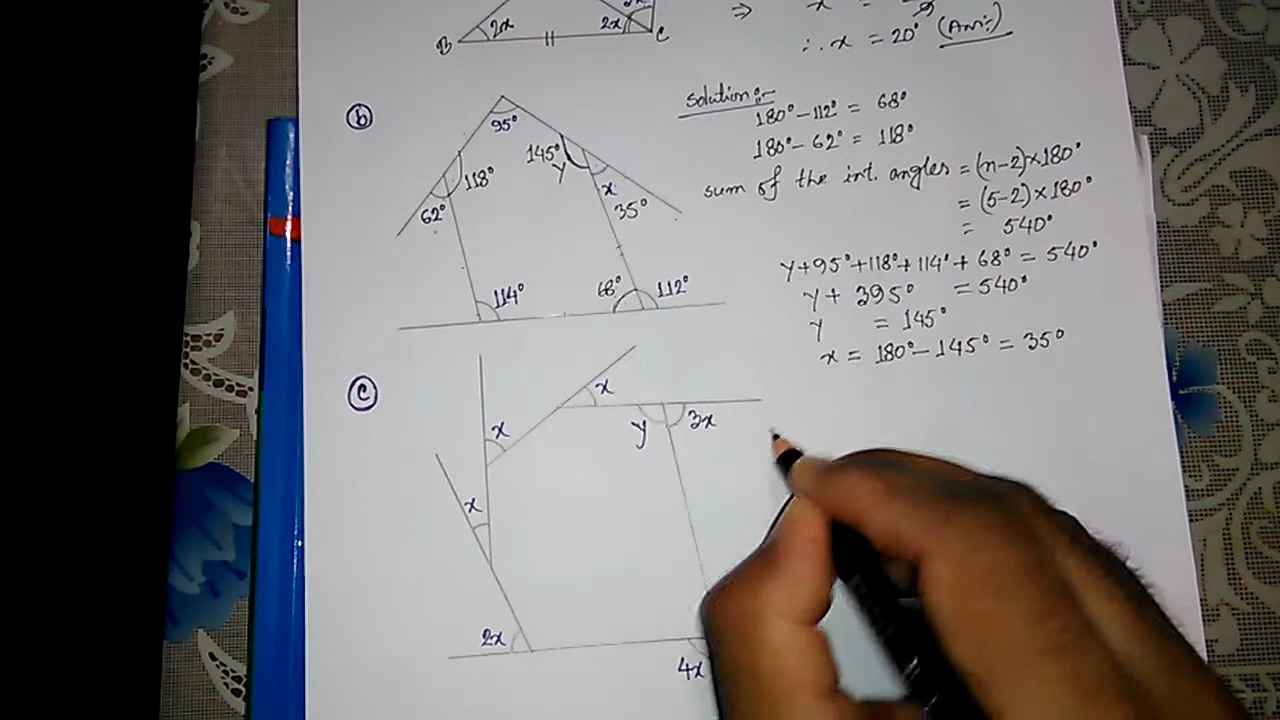 B 2x 2x C
⇒ x =
∴ x = 20° (Ans:)
b
95°
118°
62°
114°
145°
y
x
35°
68°
112°
Solution:-
180° - 112° = 68°
180° - 62° = 118°
sum of the int. angles = (n-2)×180°
= (5-2)×180°
= 540°
y+95°+118°+114°+68° = 540°
y + 395° = 540°
y = 145°
x = 180° - 145° = 35°
c
x
x
x
y
3x
2x
4x